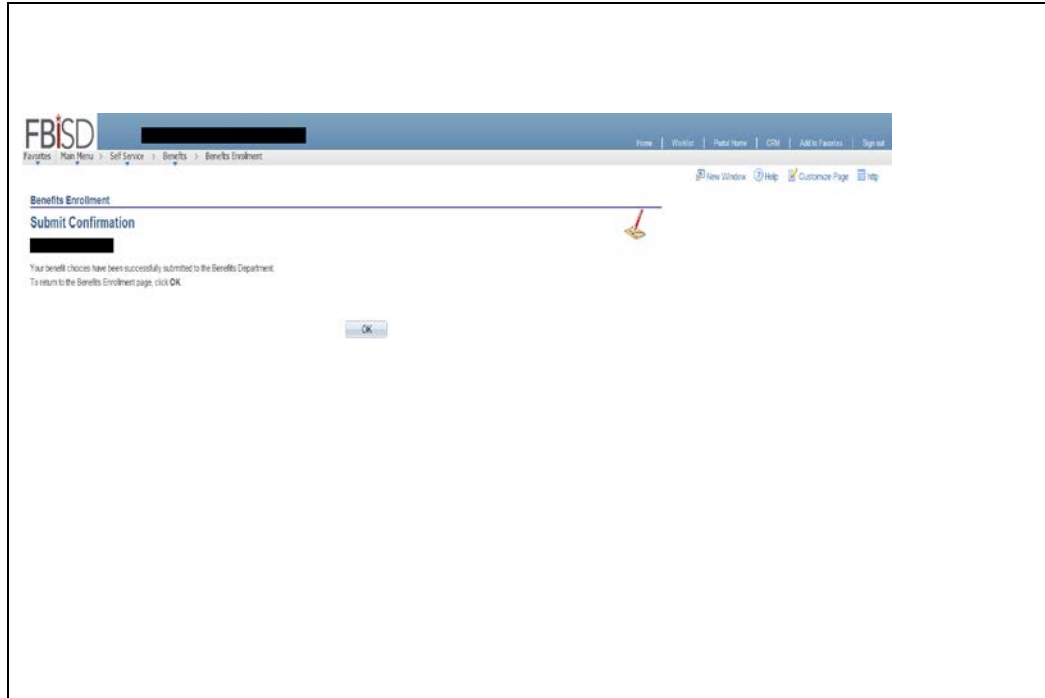 FBiSD
Home | Worklist | Portal Home | CRM | Add to Favorites | Sign out
Favorites Main Menu > Self Service > Benefits > Benefits Enrollment
New Window Help Customize Page http
Benefits Enrollment
Submit Confirmation
Your benefit choices have been successfully submitted to the Benefits Department.
To return to the Benefits Enrollment page, click OK.
OK